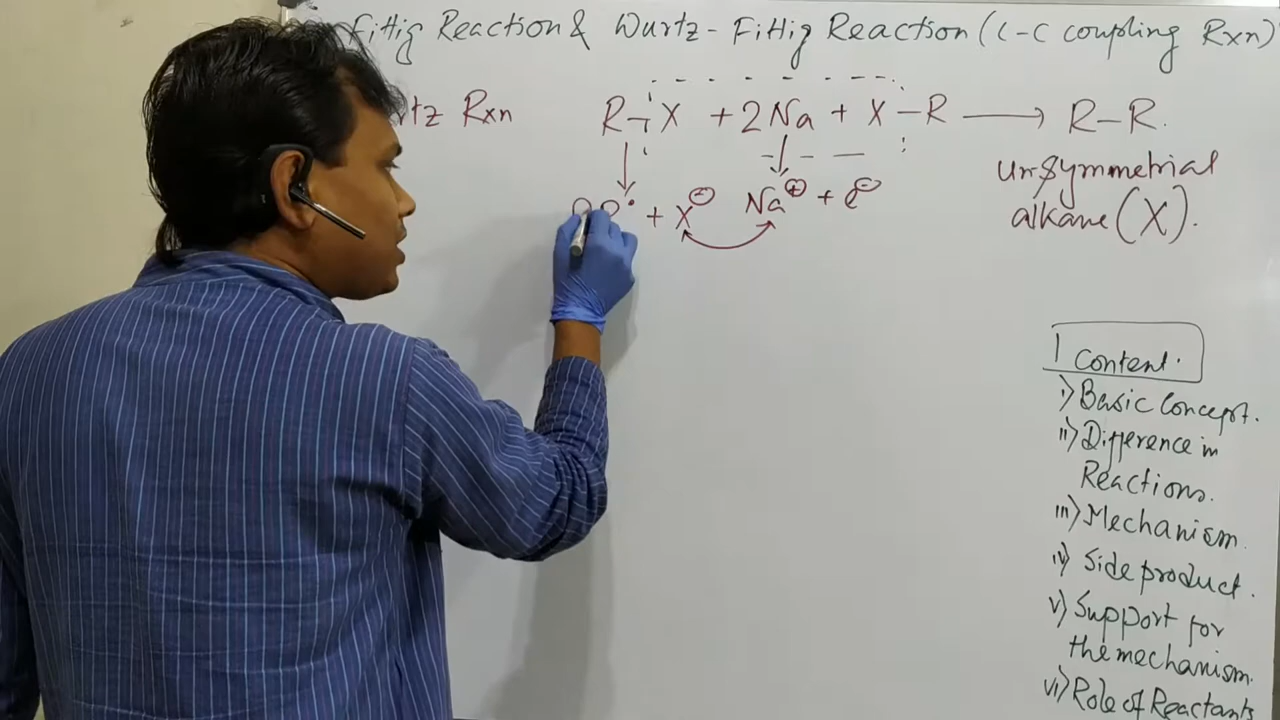 Fittig Reaction & Wurtz-Fittig Reaction (C-C coupling Rxn)
Rxn R-X + 2Na + X-R ⟶ R-R.
Unsymmetrial
alkane (X).
R• + X⊖ Na⊕ + e⊖
Content.
i) Basic Concept.
ii) Difference in
Reactions.
iii) Mechanism.
iv) Side product.
v) Support for
the mechanism.
vi) Role of Reactants